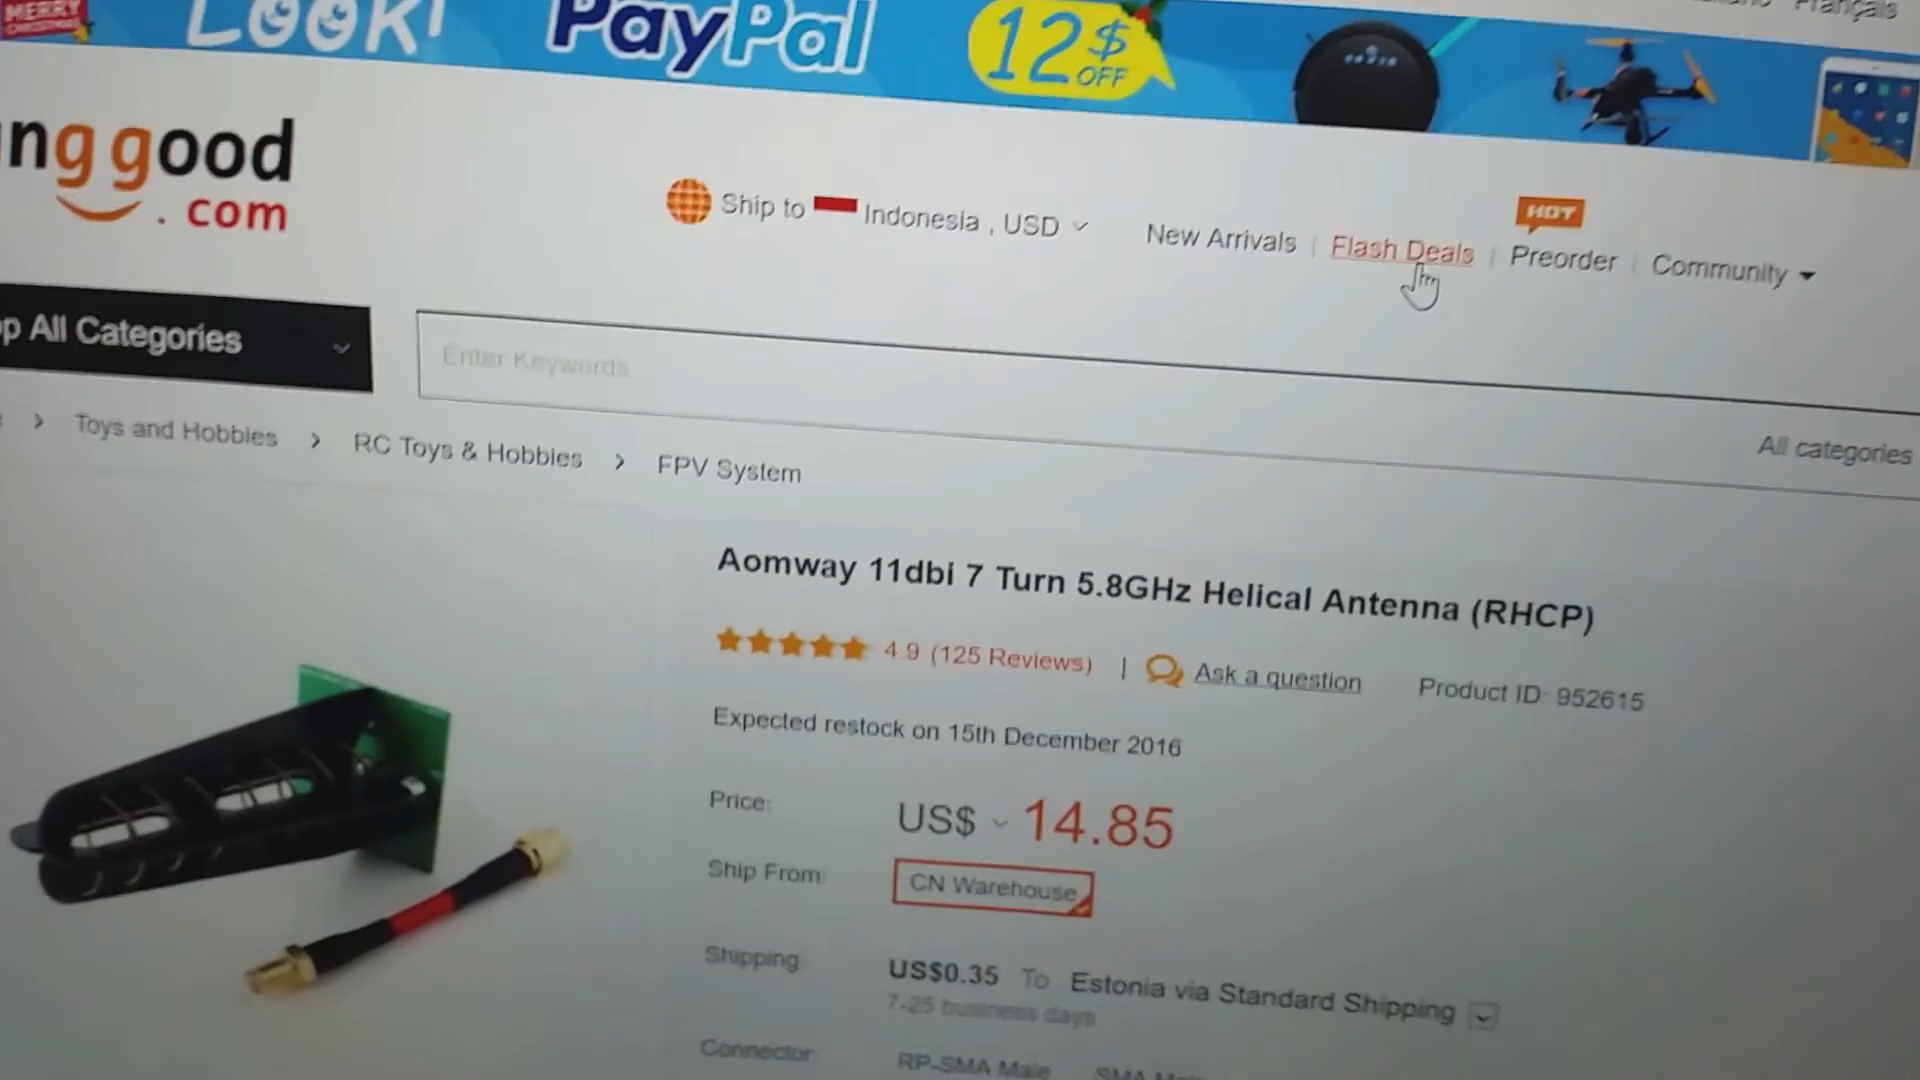 MERRY
CHRISTMAS
LOOK!
PayPal
12$
OFF
Français
nggood
.com
Ship to Indonesia , USD
New Arrivals | Flash Deals | Preorder | Community
HOT
p All Categories
Enter Keywords
All categories
> Toys and Hobbies > RC Toys & Hobbies > FPV System
Aomway 11dbi 7 Turn 5.8GHz Helical Antenna (RHCP)
4.9 (125 Reviews) | Ask a question Product ID: 952615
Expected restock on 15th December 2016
Price: US$ 14.85
Ship From: CN Warehouse
Shipping: US$0.35 To Estonia via Standard Shipping
7-25 business days
Connector: RP-SMA Male SMA